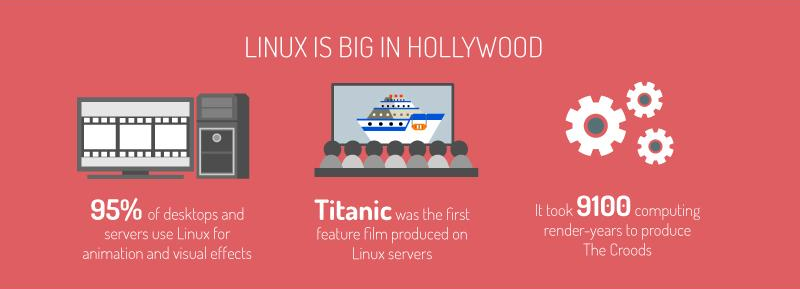 LINUX IS BIG IN HOLLYWOOD
95% of desktops and
servers use Linux for
animation and visual effects
Titanic was the first
feature film produced on
Linux servers
It took 9100 computing
render-years to produce
The Croods